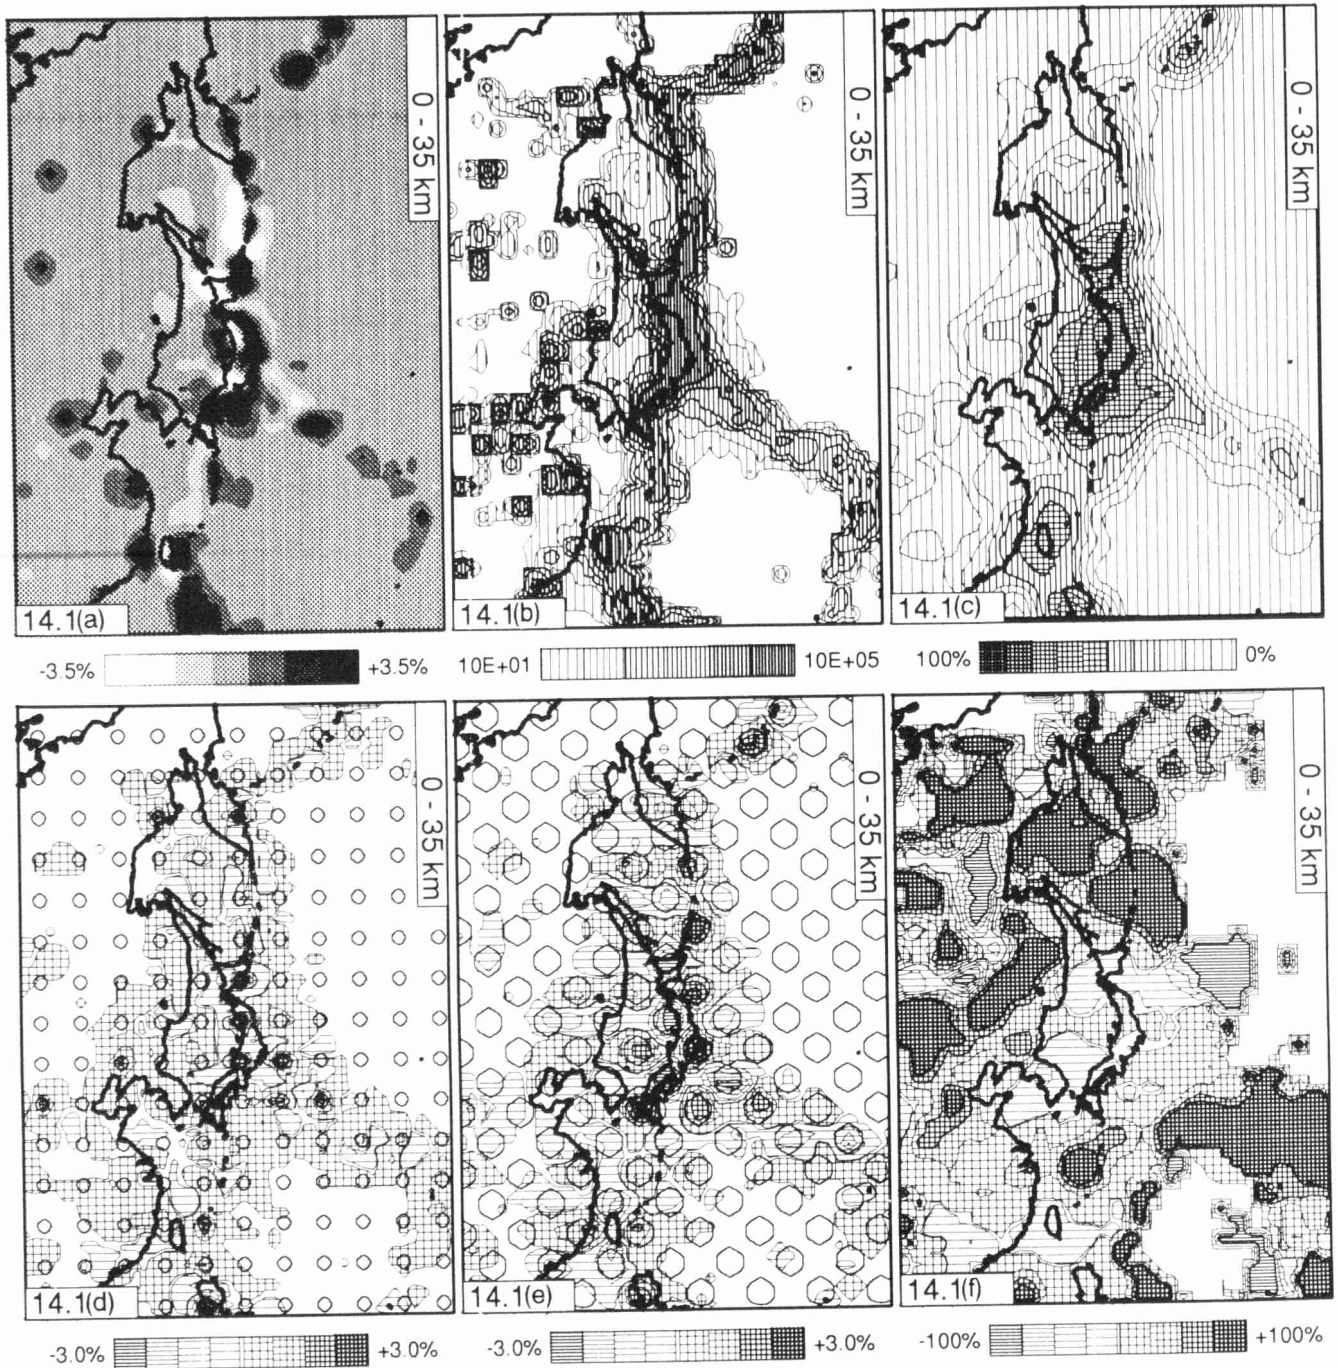 0 - 35 km
0 - 35 km
0 - 35 km
14.1(a)
14.1(b)
14.1(c)
-3.5%
+3.5%
10E+01
10E+05
100%
0%
0 - 35 km
0 - 35 km
0 - 35 km
14.1(d)
14.1(e)
14.1(f)
-3.0%
+3.0%
-3.0%
+3.0%
-100%
+100%